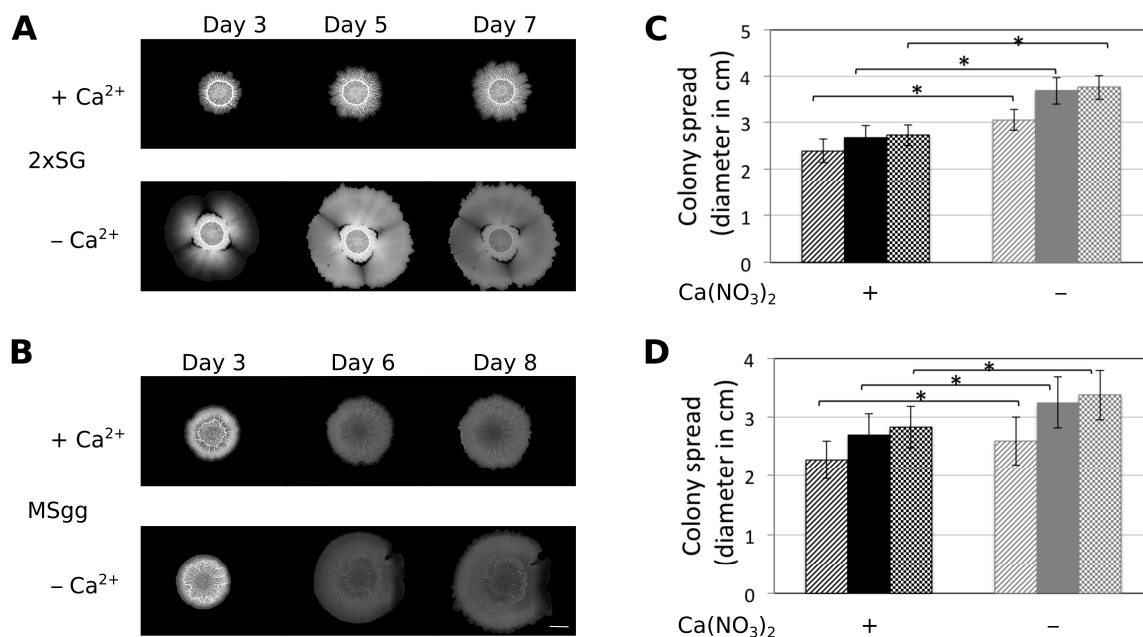 A
Day 3 Day 5 Day 7
+ Ca²⁺
2xSG
– Ca²⁺
B
Day 3 Day 6 Day 8
+ Ca²⁺
MSgg
– Ca²⁺
C
Colony spread
(diameter in cm)
5
4
3
2
1
0
* * *
Ca(NO₃)₂ + –
D
Colony spread
(diameter in cm)
4
3
2
1
0
* * *
Ca(NO₃)₂ + –